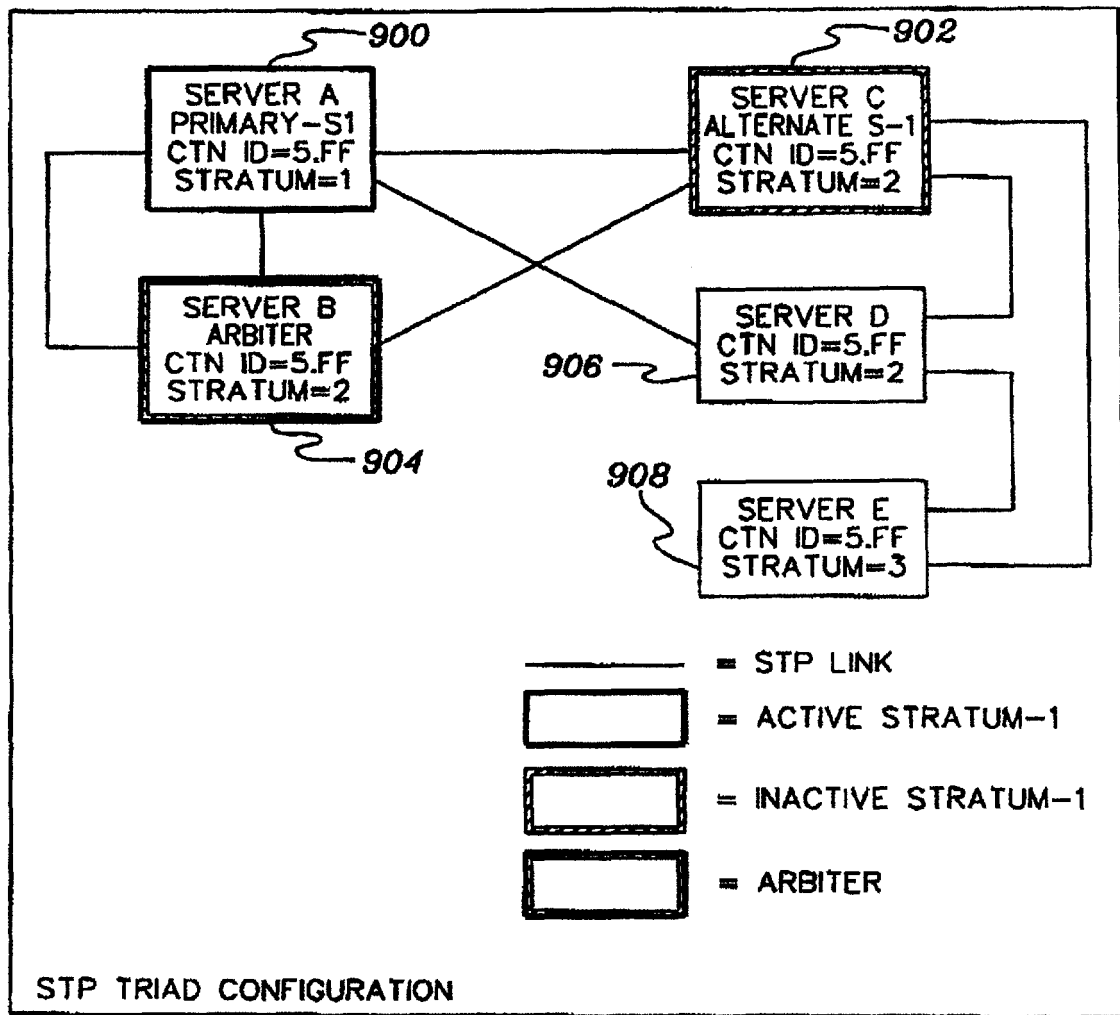 900
SERVER A
PRIMARY-S1
CTN ID=5.FF
STRATUM=1
902
SERVER C
ALTERNATE S-1
CTN ID=5.FF
STRATUM=2
SERVER B
ARBITER
CTN ID=5.FF
STRATUM=2
904
SERVER D
CTN ID=5.FF
STRATUM=2
906
908
SERVER E
CTN ID=5.FF
STRATUM=3
= STP LINK
= ACTIVE STRATUM-1
= INACTIVE STRATUM-1
= ARBITER
STP TRIAD CONFIGURATION